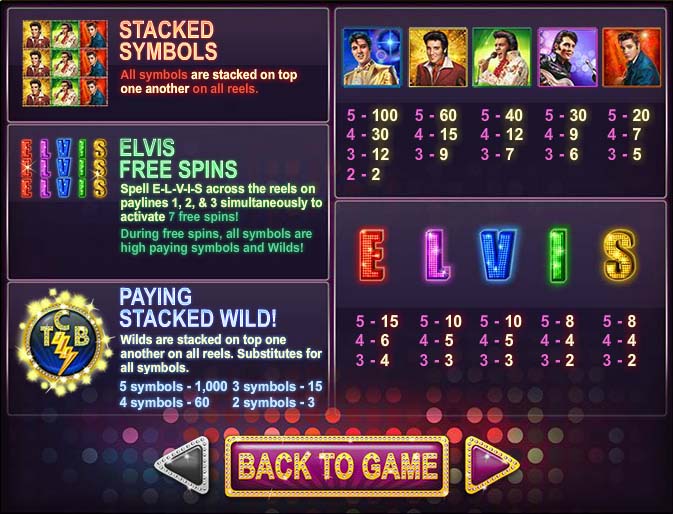 STACKED
SYMBOLS
All symbols are stacked on top
one another on all reels.
ELVIS
ELVIS
ELVIS
ELVIS
FREE SPINS
Spell E-L-V-I-S across the reels on
paylines 1, 2, & 3 simultaneously to
activate 7 free spins!
During free spins, all symbols are
high paying symbols and Wilds!
TCB
PAYING
STACKED WILD!
Wilds are stacked on top one
another on all reels. Substitutes for
all symbols.
5 symbols - 1,000 3 symbols - 15
4 symbols - 60 2 symbols - 3
5 - 100 5 - 60 5 - 40 5 - 30 5 - 20
4 - 30 4 - 15 4 - 12 4 - 9 4 - 7
3 - 12 3 - 9 3 - 7 3 - 6 3 - 5
2 - 2
E L V I S
5 - 15 5 - 10 5 - 10 5 - 8 5 - 8
4 - 6 4 - 5 4 - 5 4 - 4 4 - 4
3 - 4 3 - 3 3 - 3 3 - 2 3 - 2
BACK TO GAME